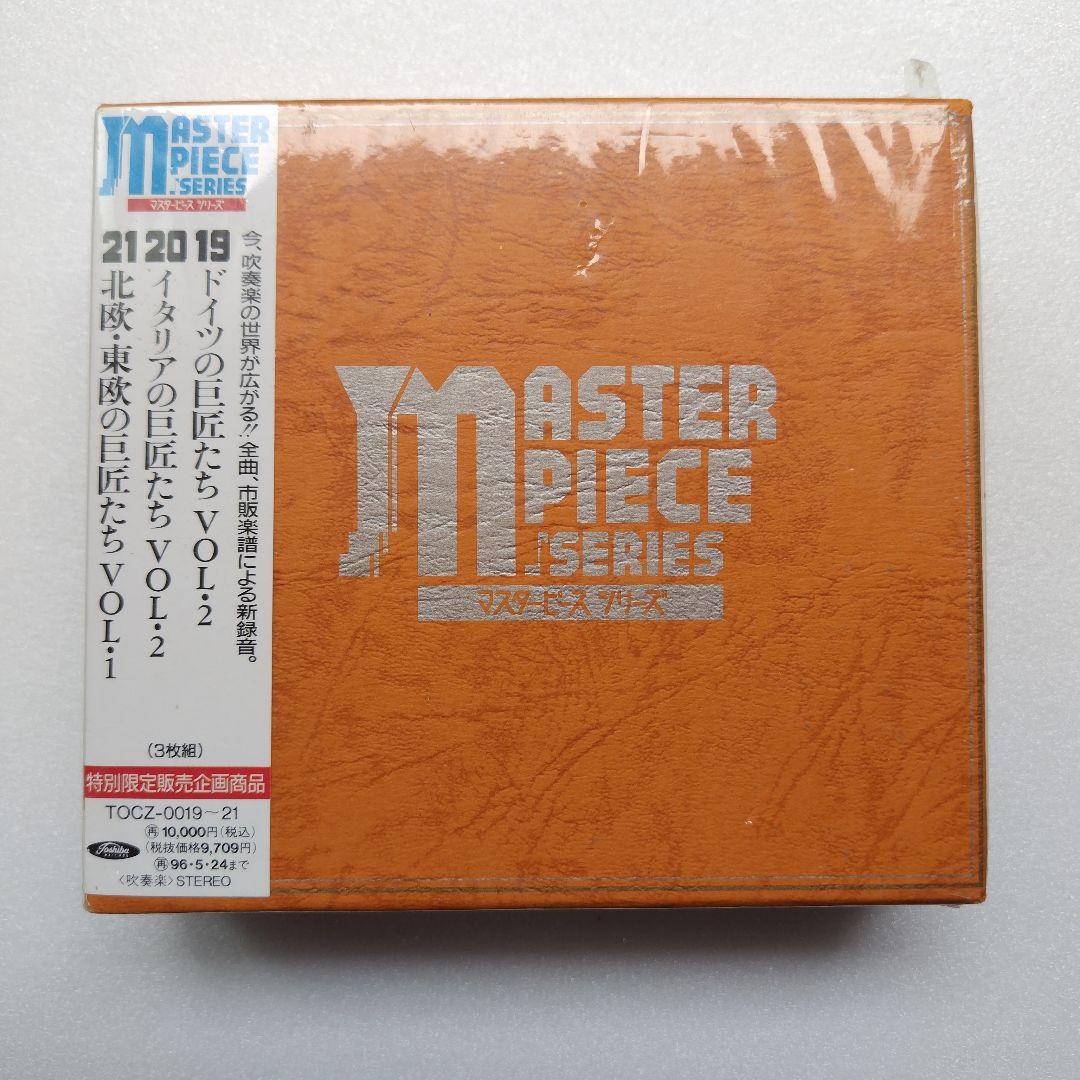 MASTER
PIECE
SERIES
マスターピース シリーズ
今、吹奏楽の世界が広がる!!全曲、市販楽譜による新録音。
19 ドイツの巨匠たち VOL.2
20 イタリアの巨匠たち VOL.2
21 北欧・東欧の巨匠たち VOL.1
(3枚組)
特別限定販売企画商品
TOCZ-0019〜21
再 10,000円(税込)
(税抜価格9,709円)
Toshiba
再 96・5・24まで
〈吹奏楽〉STEREO
MASTER
PIECE
SERIES
マスターピース シリーズ